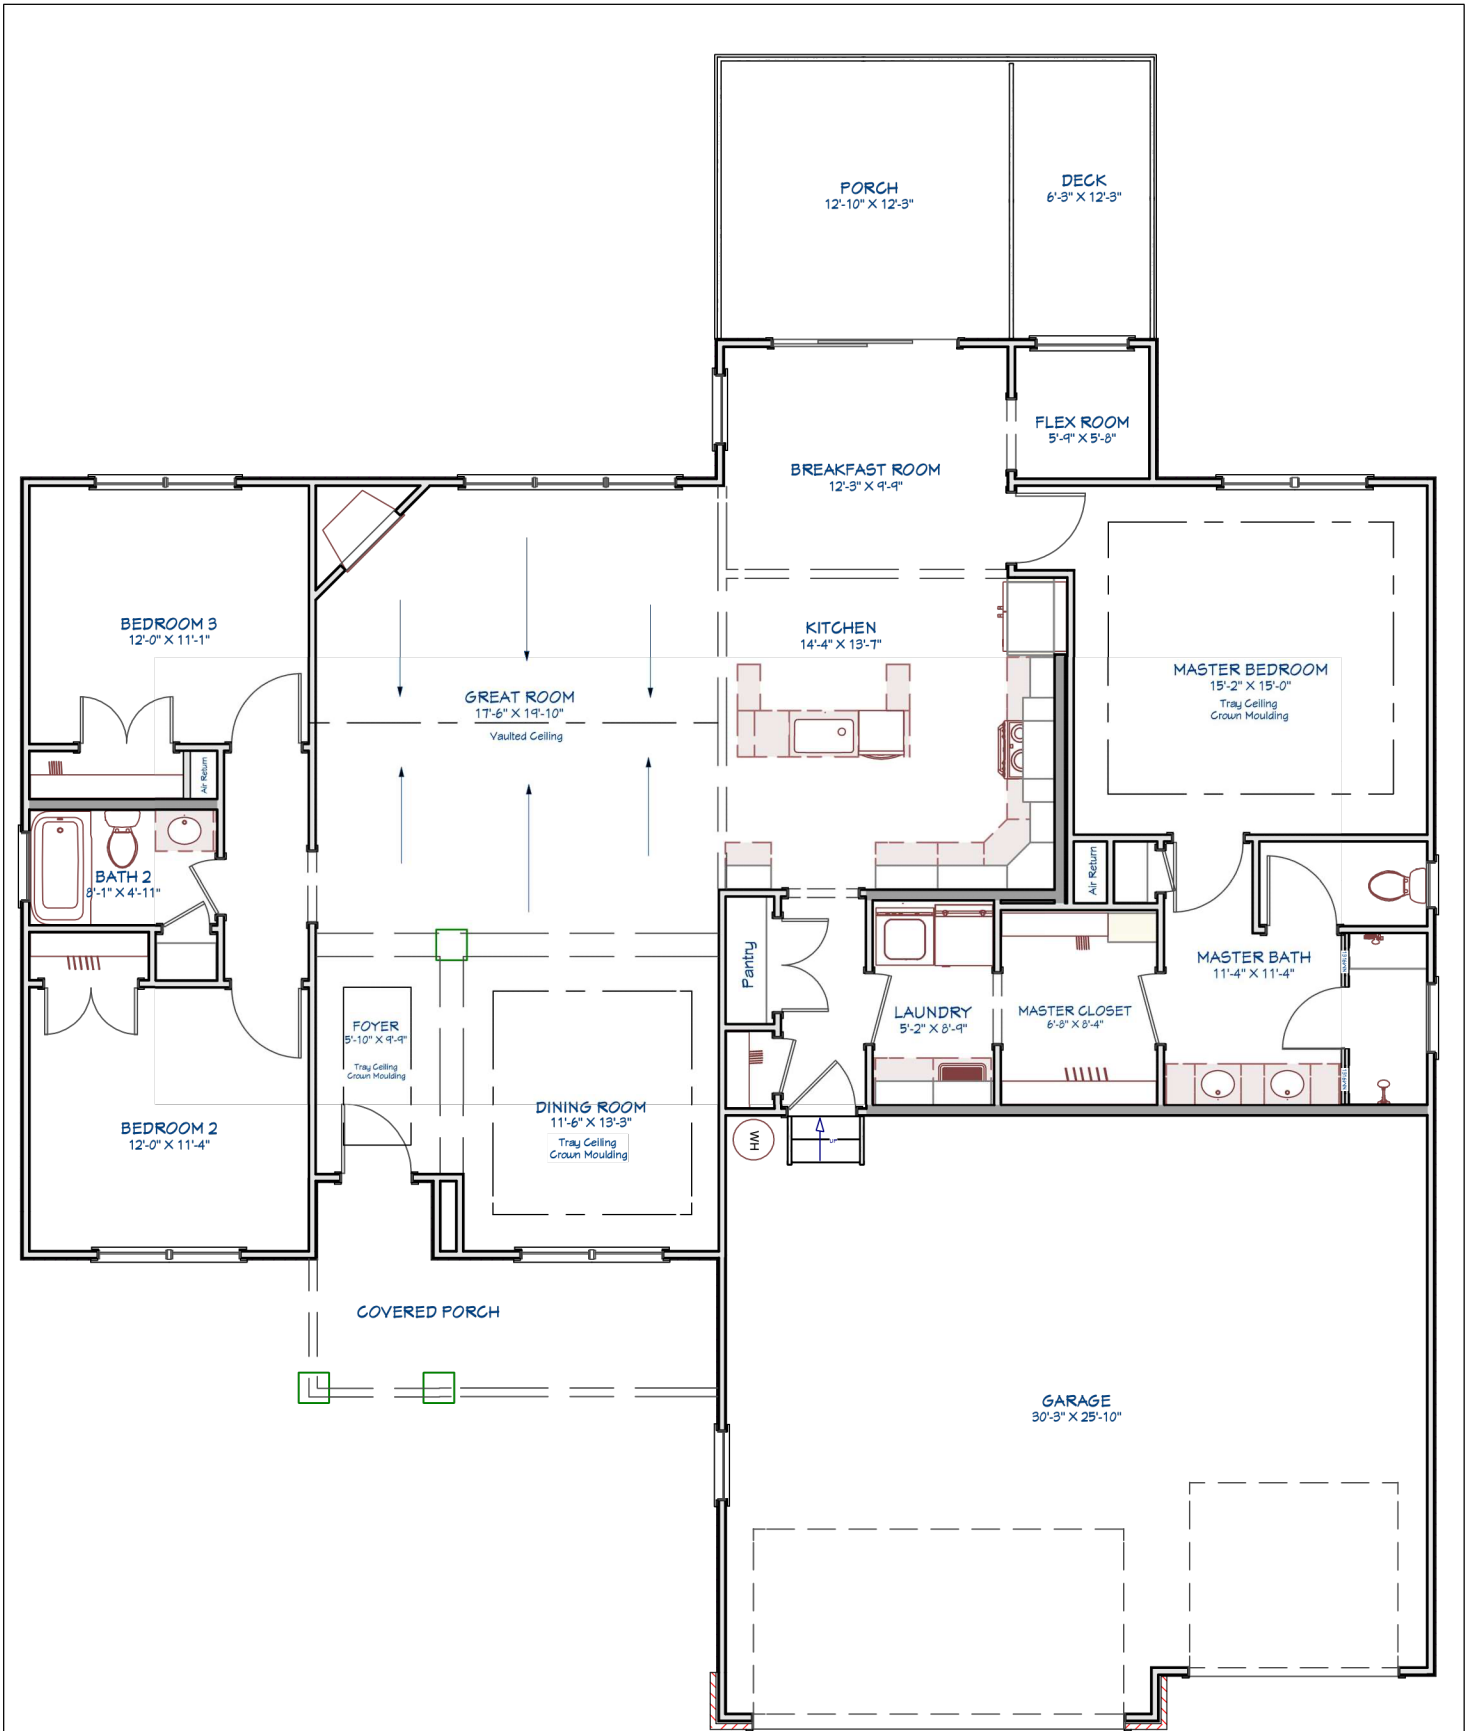 PORCH
12'-10" X 12'-3"
DECK
6'-3" X 12'-3"
FLEX ROOM
5'-9" X 5'-8"
BREAKFAST ROOM
12'-3" X 9'-9"
BEDROOM 3
12'-0" X 11'-1"
KITCHEN
14'-4" X 13'-7"
GREAT ROOM
17'-6" X 19'-10"
Vaulted Ceiling
MASTER BEDROOM
15'-2" X 15'-0"
Tray Ceiling
Crown Moulding
Air Return
BATH 2
8'-1" X 4'-11"
Air Return
Pantry
LAUNDRY
5'-2" X 8'-9"
MASTER CLOSET
6'-8" X 8'-4"
MASTER BATH
11'-4" X 11'-4"
FOYER
5'-10" X 9'-9"
Tray Ceiling
Crown Moulding
DINING ROOM
11'-6" X 13'-3"
Tray Ceiling
Crown Moulding
BEDROOM 2
12'-0" X 11'-4"
WH
UP
COVERED PORCH
GARAGE
30'-3" X 25'-10"